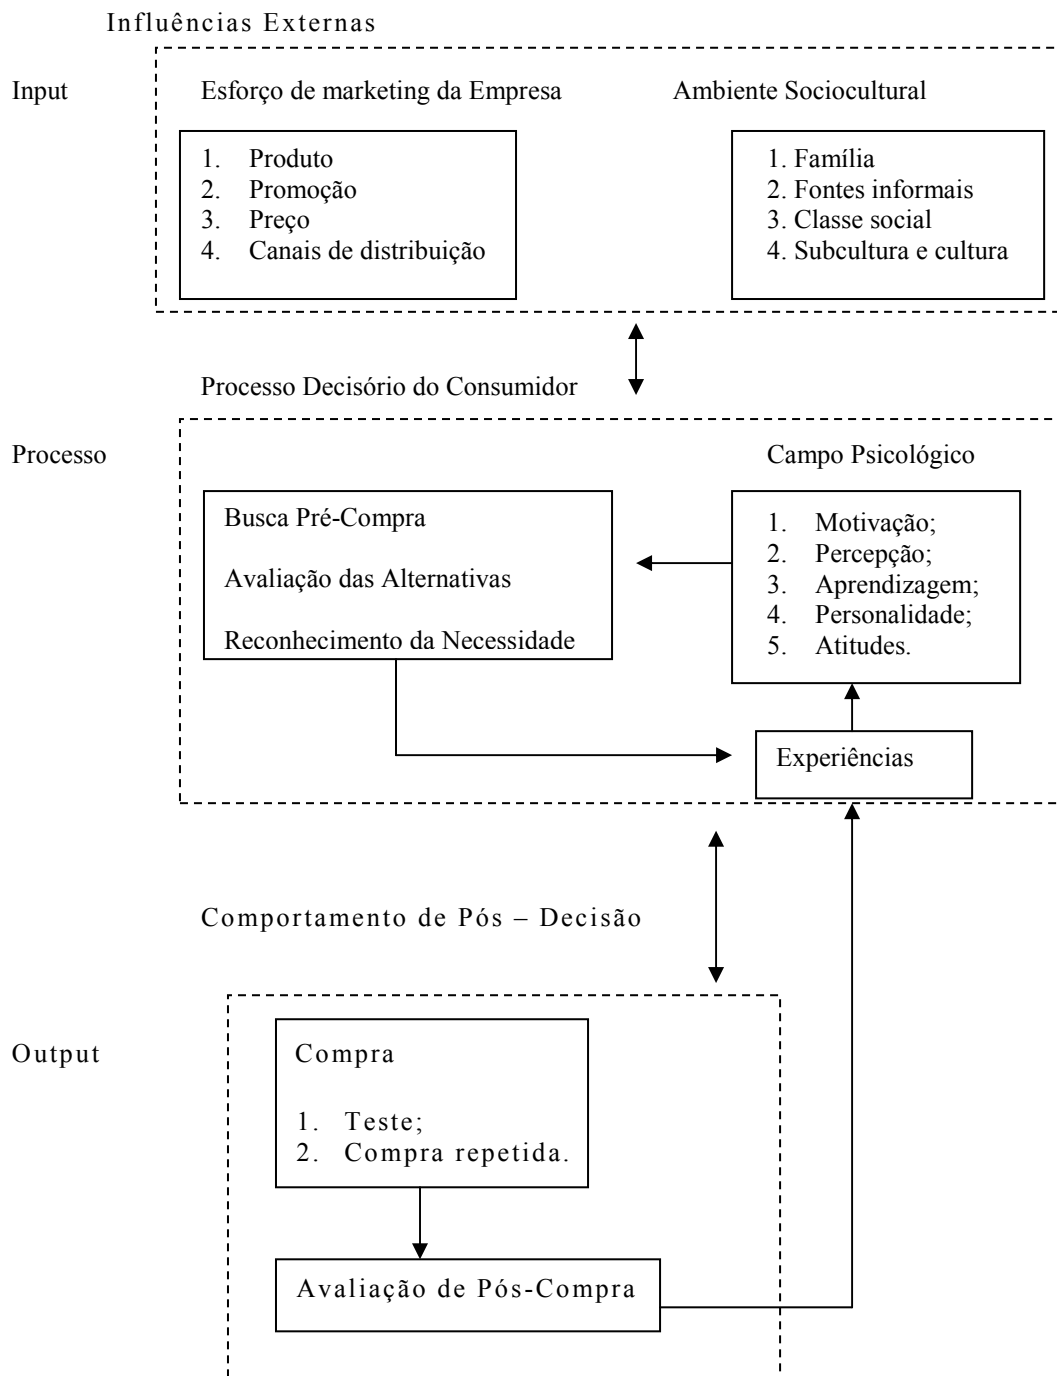 Influências Externas
Input
Esforço de marketing da Empresa
Ambiente Sociocultural
1. Produto
2. Promoção
3. Preço
4. Canais de distribuição
1. Família
2. Fontes informais
3. Classe social
4. Subcultura e cultura
Processo Decisório do Consumidor
Processo
Campo Psicológico
Busca Pré-Compra
Avaliação das Alternativas
Reconhecimento da Necessidade
1. Motivação;
2. Percepção;
3. Aprendizagem;
4. Personalidade;
5. Atitudes.
Experiências
Comportamento de Pós – Decisão
Output
Compra
1. Teste;
2. Compra repetida.
Avaliação de Pós-Compra